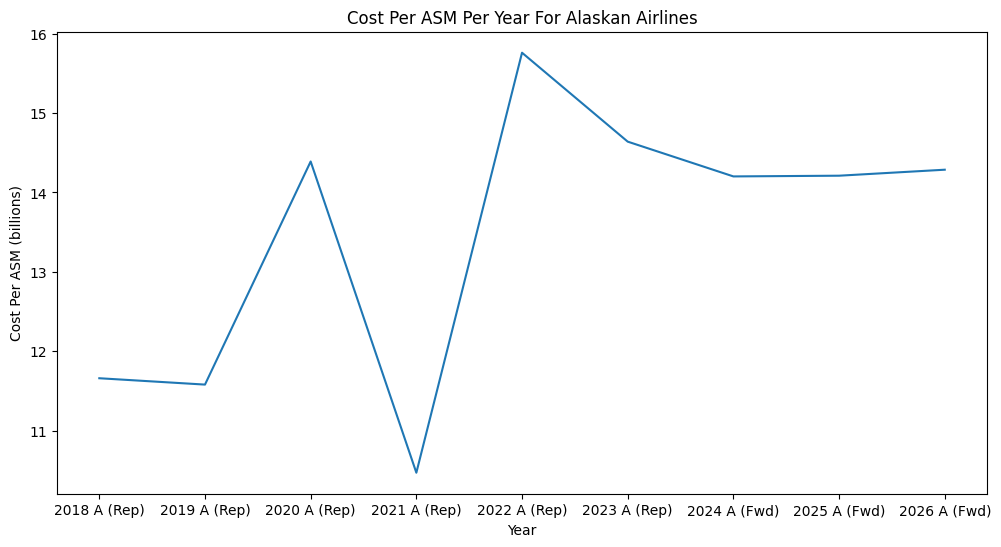 Cost Per ASM Per Year For Alaskan Airlines
Cost Per ASM (billions)
16
15
14
13
12
11
2018 A (Rep) 2019 A (Rep) 2020 A (Rep) 2021 A (Rep) 2022 A (Rep) 2023 A (Rep) 2024 A (Fwd) 2025 A (Fwd) 2026 A (Fwd)
Year